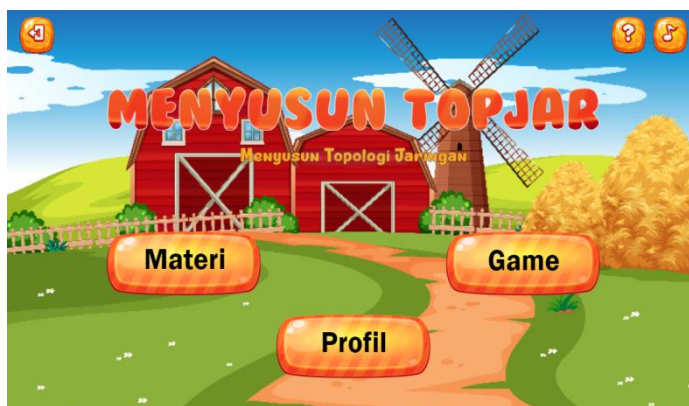 ?
MENYUSUN TOPJAR
Menyusun Topologi Jaringan
Materi
Game
Profil